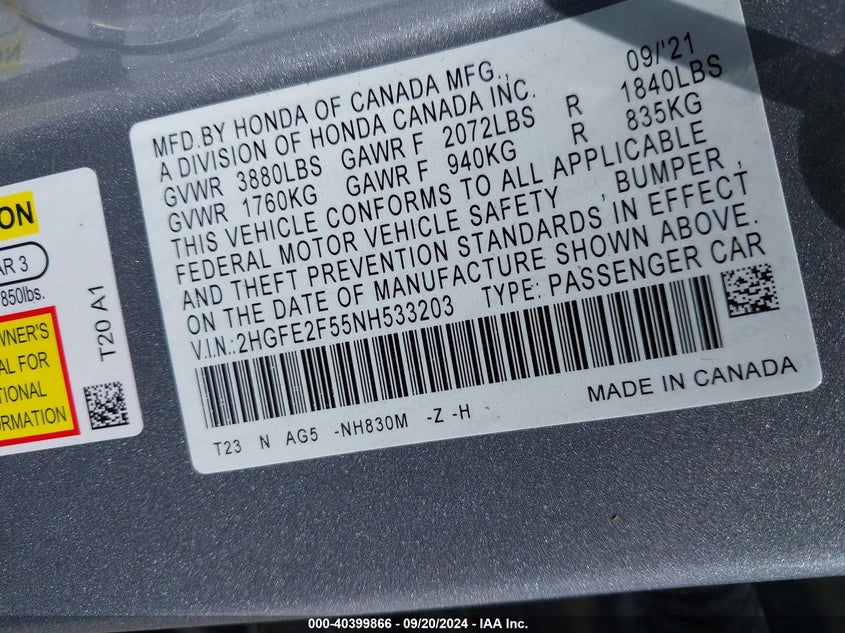 MFD.BY HONDA OF CANADA MFG., 09/'21
A DIVISION OF HONDA CANADA INC.
GVWR 3880LBS GAWR F 2072LBS R 1840LBS
GVWR 1760KG GAWR F 940KG R 835KG
THIS VEHICLE CONFORMS TO ALL APPLICABLE
FEDERAL MOTOR VEHICLE SAFETY , BUMPER ,
AND THEFT PREVENTION STANDARDS IN EFFECT
ON THE DATE OF MANUFACTURE SHOWN ABOVE.
V.I.N.:2HGFE2F55NH533203 TYPE: PASSENGER CAR
MADE IN CANADA
T23 N AG5 -NH830M -Z -H
ON
AR 3
850lbs.
WNER'S
AL FOR
TIONAL
RMATION
T20 A1
000-40399866 - 09/20/2024 - IAA Inc.